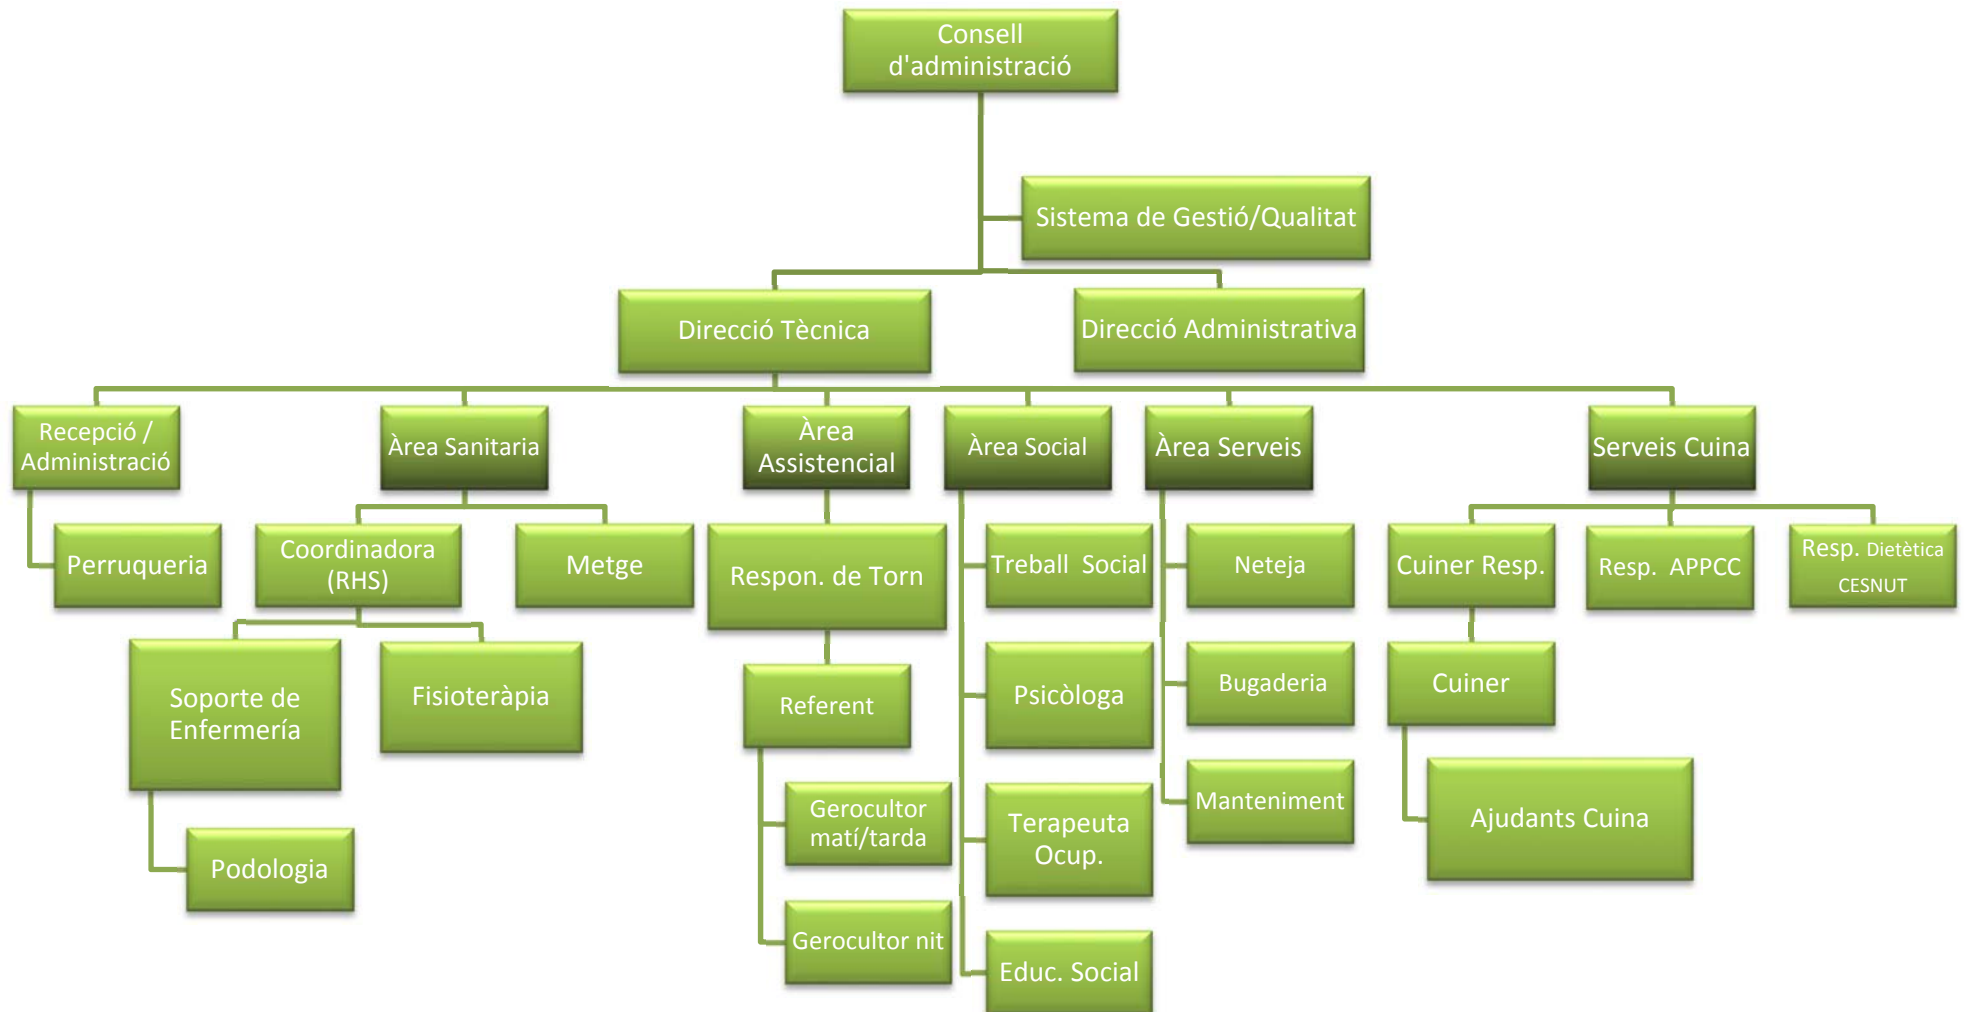 Consell
d'administració
Sistema de Gestió/Qualitat
Direcció Tècnica
Direcció Administrativa
Recepció /
Administració
Àrea Sanitaria
Àrea
Assistencial
Àrea Social
Àrea Serveis
Serveis Cuina
Perruqueria
Coordinadora
(RHS)
Metge
Respon. de Torn
Treball Social
Neteja
Cuiner Resp.
Resp. APPCC
Resp. Dietètica
CESNUT
Soporte de
Enfermería
Fisioteràpia
Referent
Psicòloga
Bugaderia
Cuiner
Podologia
Gerocultor
matí/tarda
Terapeuta
Ocup.
Manteniment
Ajudants Cuina
Gerocultor nit
Educ. Social